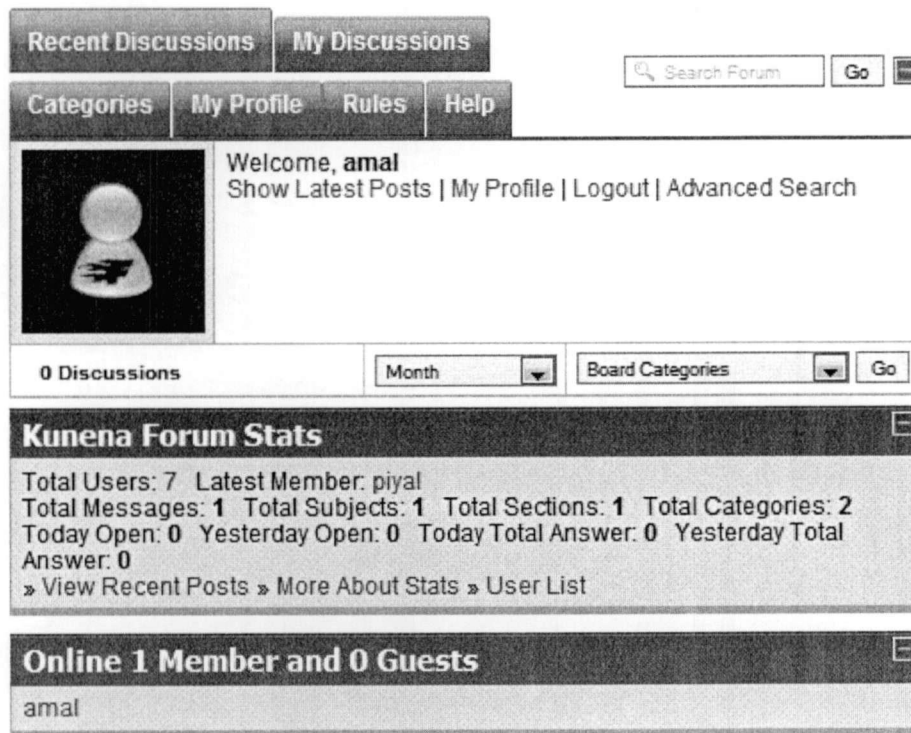 Recent Discussions My Discussions
Search Forum Go
Categories My Profile Rules Help
Welcome, amal
Show Latest Posts | My Profile | Logout | Advanced Search
0 Discussions Month Board Categories Go
Kunena Forum Stats
Total Users: 7 Latest Member: piyal
Total Messages: 1 Total Subjects: 1 Total Sections: 1 Total Categories: 2
Today Open: 0 Yesterday Open: 0 Today Total Answer: 0 Yesterday Total
Answer: 0
» View Recent Posts » More About Stats » User List
Online 1 Member and 0 Guests
amal